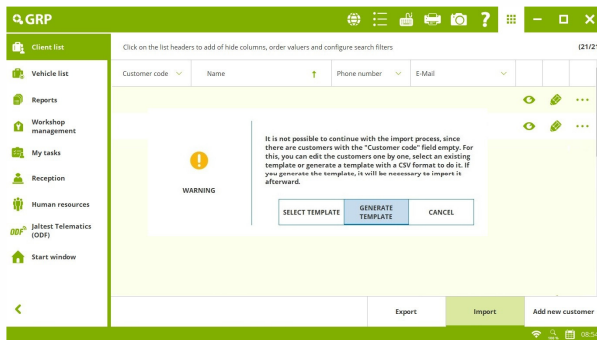 GRP
?
Client list
Click on the list headers to add of hide columns, order valuers and configure search filters
(21/21
Vehicle list
Customer code
Name
Phone number
E-Mail
Reports
Workshop
management
It is not possible to continue with the import process, since
there are customers with the "Customer code" field empty. For
this, you can edit the customers one by one, select an existing
template or generate a template with a CSV format to do it. If
you generate the template, it will be necessary to import it
afterward.
WARNING
SELECT TEMPLATE
GENERATE
TEMPLATE
CANCEL
My tasks
Reception
Human resources
ODF
Jaltest Telematics
(ODF)
Start window
Export
Import
Add new customer
08:54